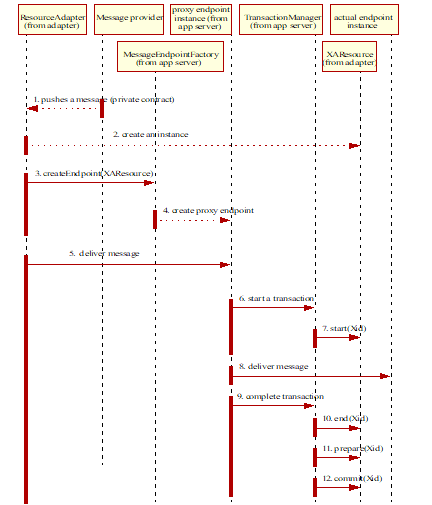 ResourceAdapter
(from adapter)
Message provider
proxy endpoint
instance (from
app server)
TransactionManager
(from app server)
actual endpoint
instance
MessageEndpointFactory
(from app server)
XAResource
(from adapter)
1. pushes a message (private contract)
2. create an instance
3. createEndpoint(XAResource)
4. create proxy endpoint
5. deliver message
6. start a transaction
7. start(Xid)
8. deliver message
9. complete transaction
10. end(Xid)
11. prepare(Xid)
12. commit(Xid)